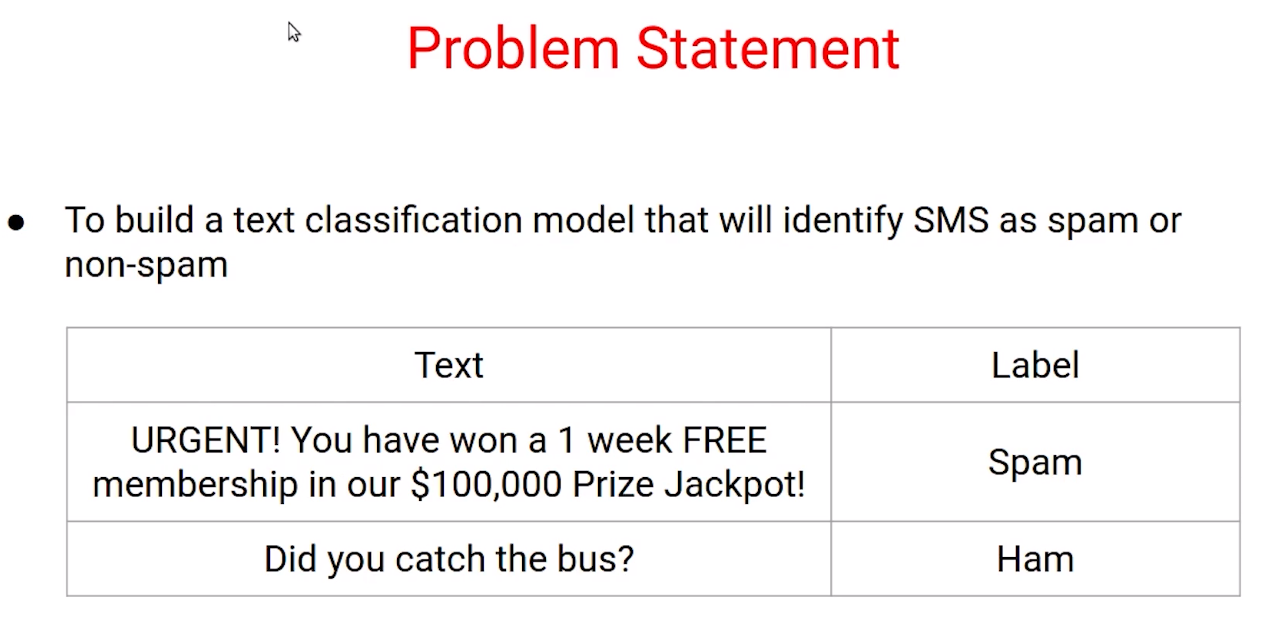 Problem Statement
● To build a text classification model that will identify SMS as spam or
non-spam
Text Label
URGENT! You have won a 1 week FREE
membership in our $100,000 Prize Jackpot!
Spam
Did you catch the bus? Ham